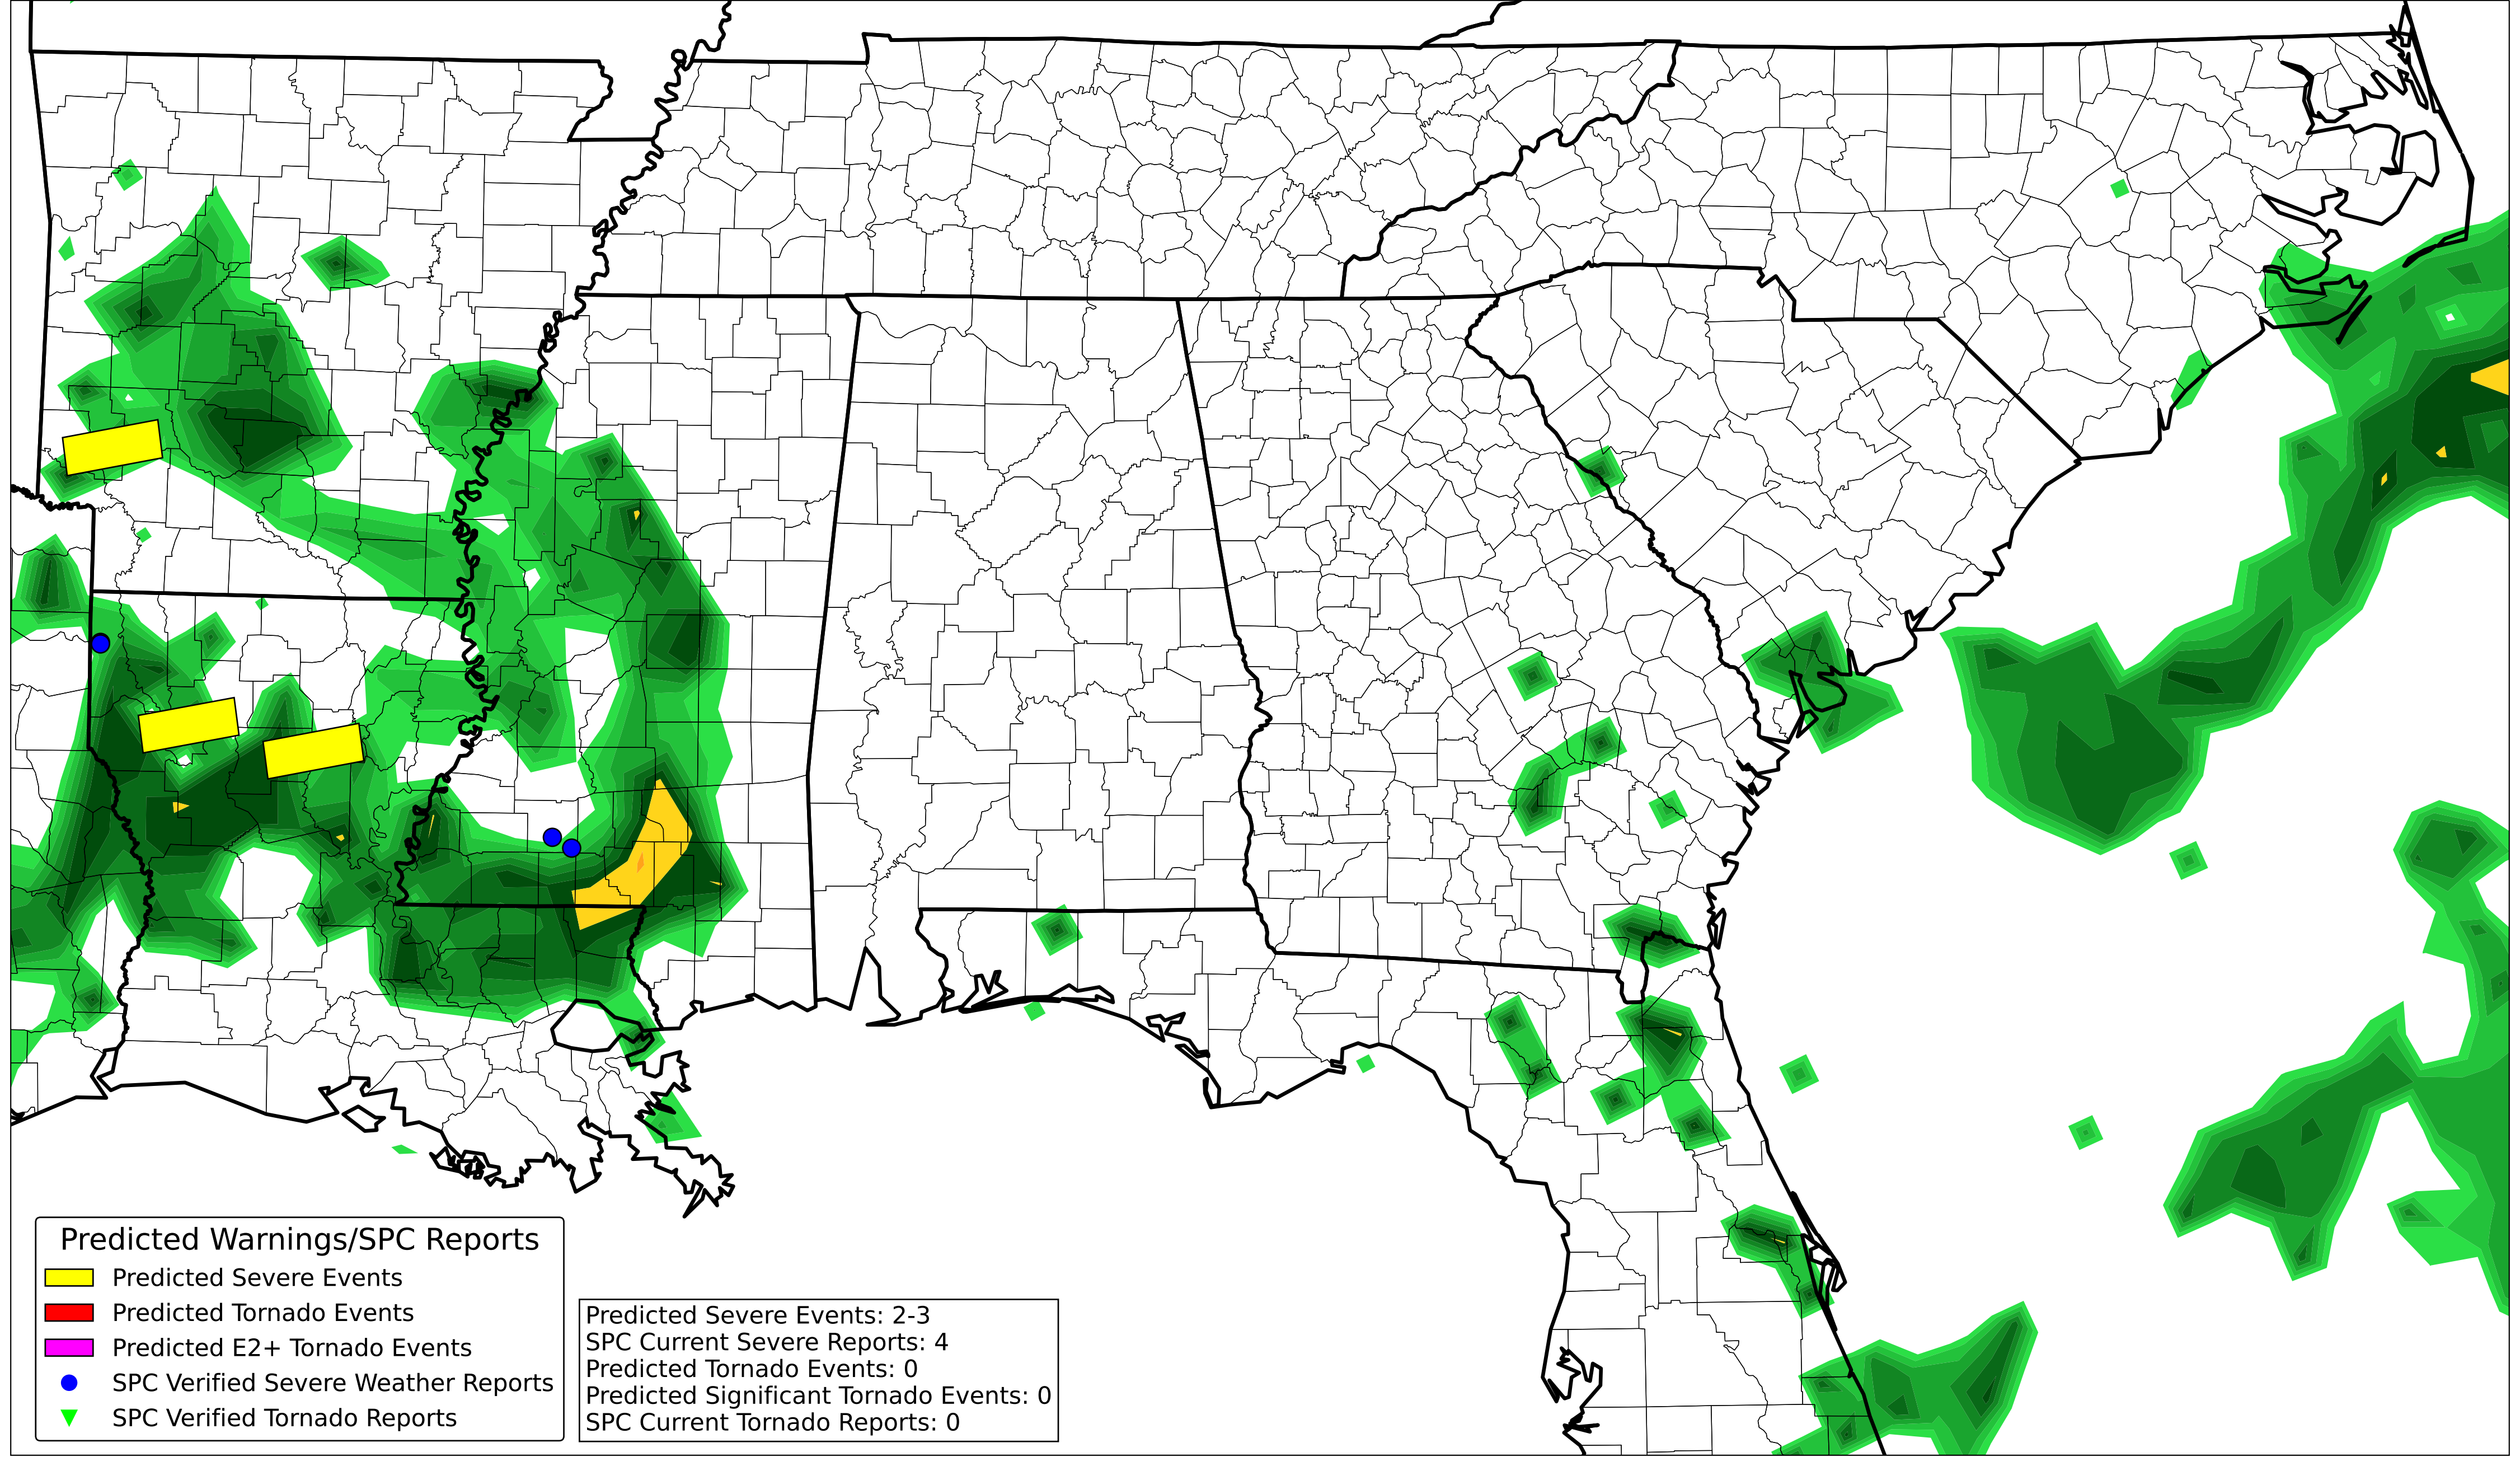 Predicted Warnings/SPC Reports
Predicted Severe Events
Predicted Tornado Events
Predicted E2+ Tornado Events
SPC Verified Severe Weather Reports
SPC Verified Tornado Reports
Predicted Severe Events: 2-3
SPC Current Severe Reports: 4
Predicted Tornado Events: 0
Predicted Significant Tornado Events: 0
SPC Current Tornado Reports: 0